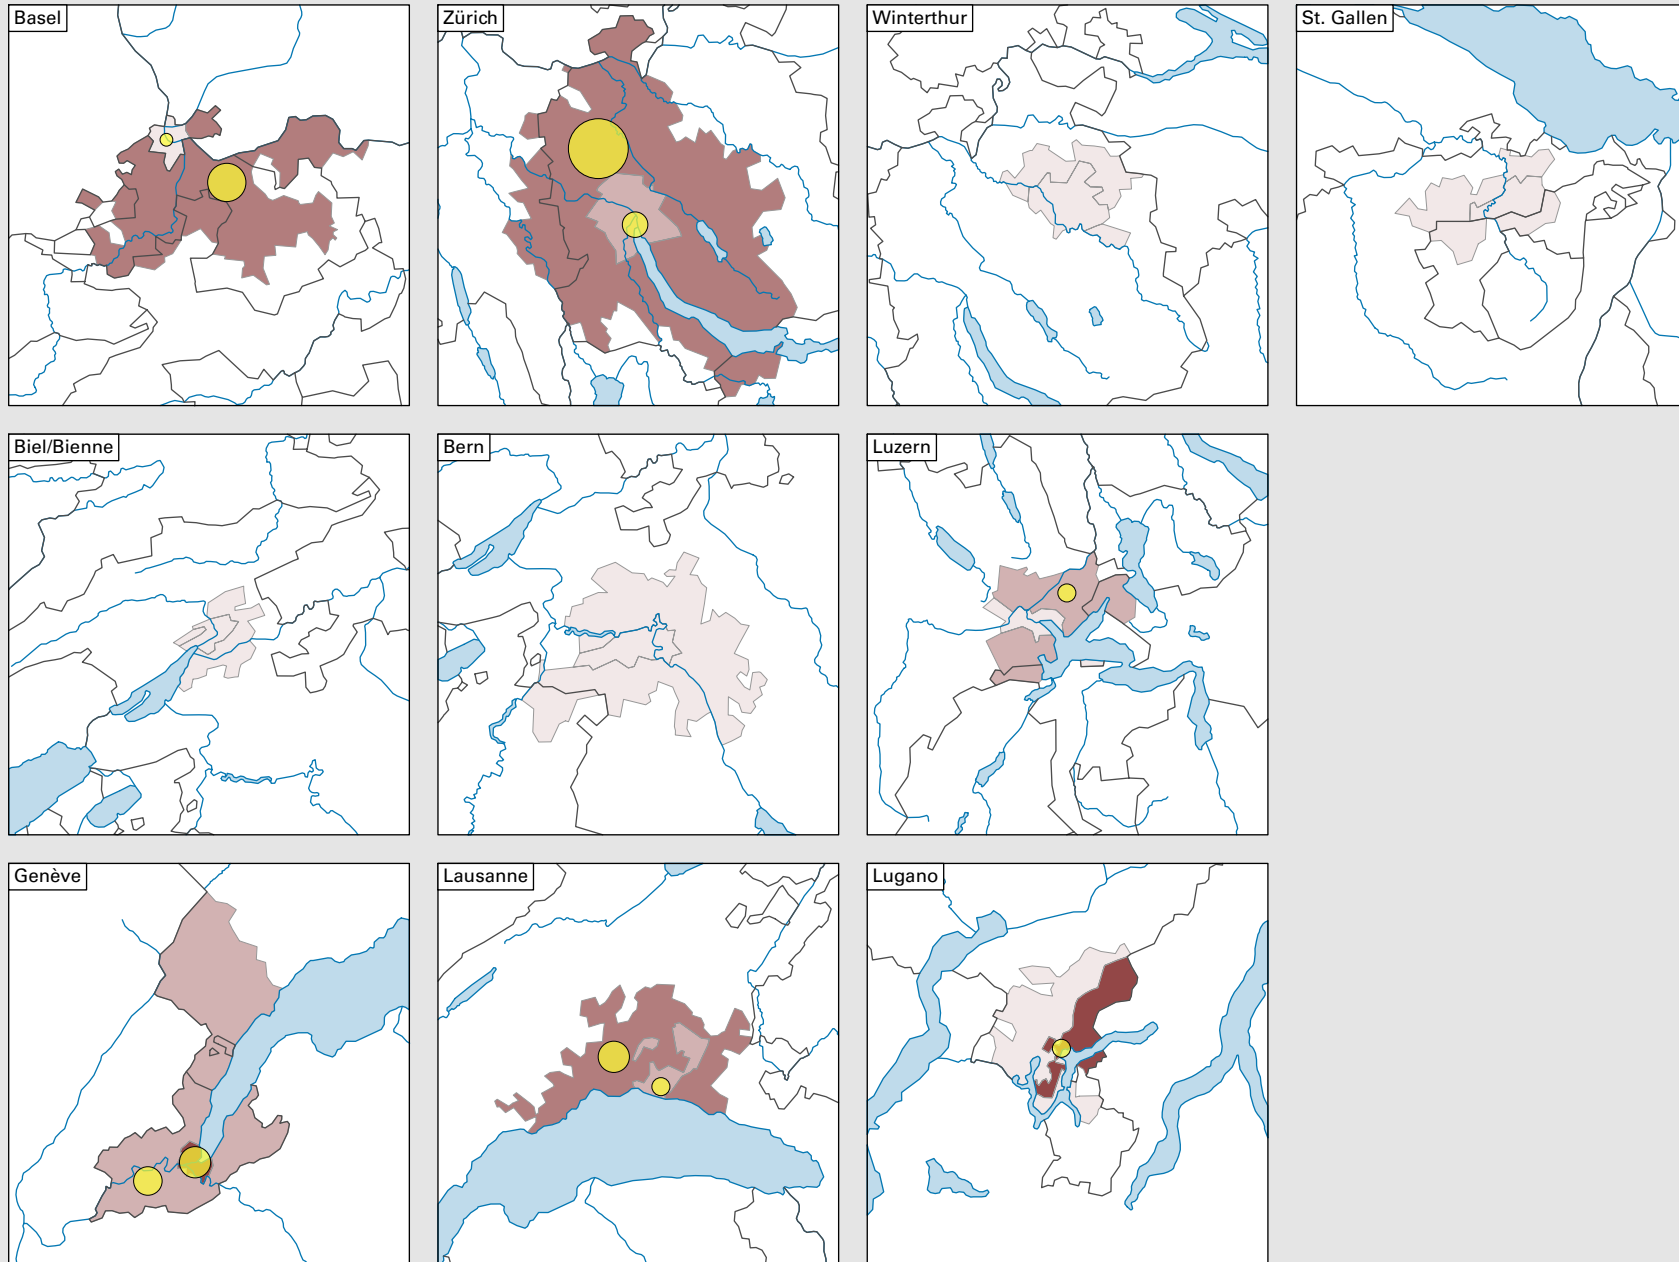 Basel
Zürich
Winterthur
St. Gallen
Biel/Bienne
Bern
Luzern
Genève
Lausanne
Lugano